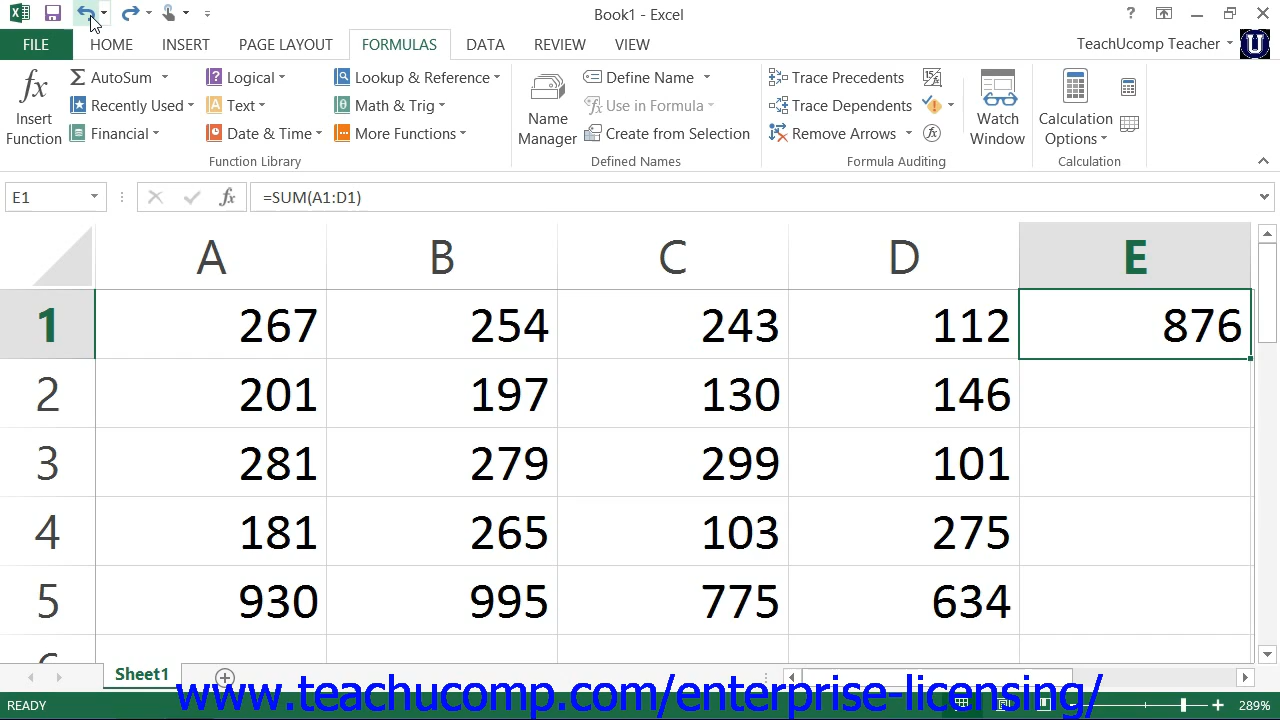 Book1 - Excel
FILE HOME INSERT PAGE LAYOUT FORMULAS DATA REVIEW VIEW TeachUcomp Teacher
fx Σ AutoSum Logical Lookup & Reference Define Name Trace Precedents
Insert Function Recently Used Text Math & Trig Name Manager Use in Formula Trace Dependents Watch Window Calculation Options
Financial Date & Time More Functions Create from Selection Remove Arrows
Function Library Defined Names Formula Auditing Calculation
E1 fx =SUM(A1:D1)
A B C D E
1 267 254 243 112 876
2 201 197 130 146
3 281 279 299 101
4 181 265 103 275
5 930 995 775 634
6
Sheet1
www.teachucomp.com/enterprise-licensing/
READY 289%